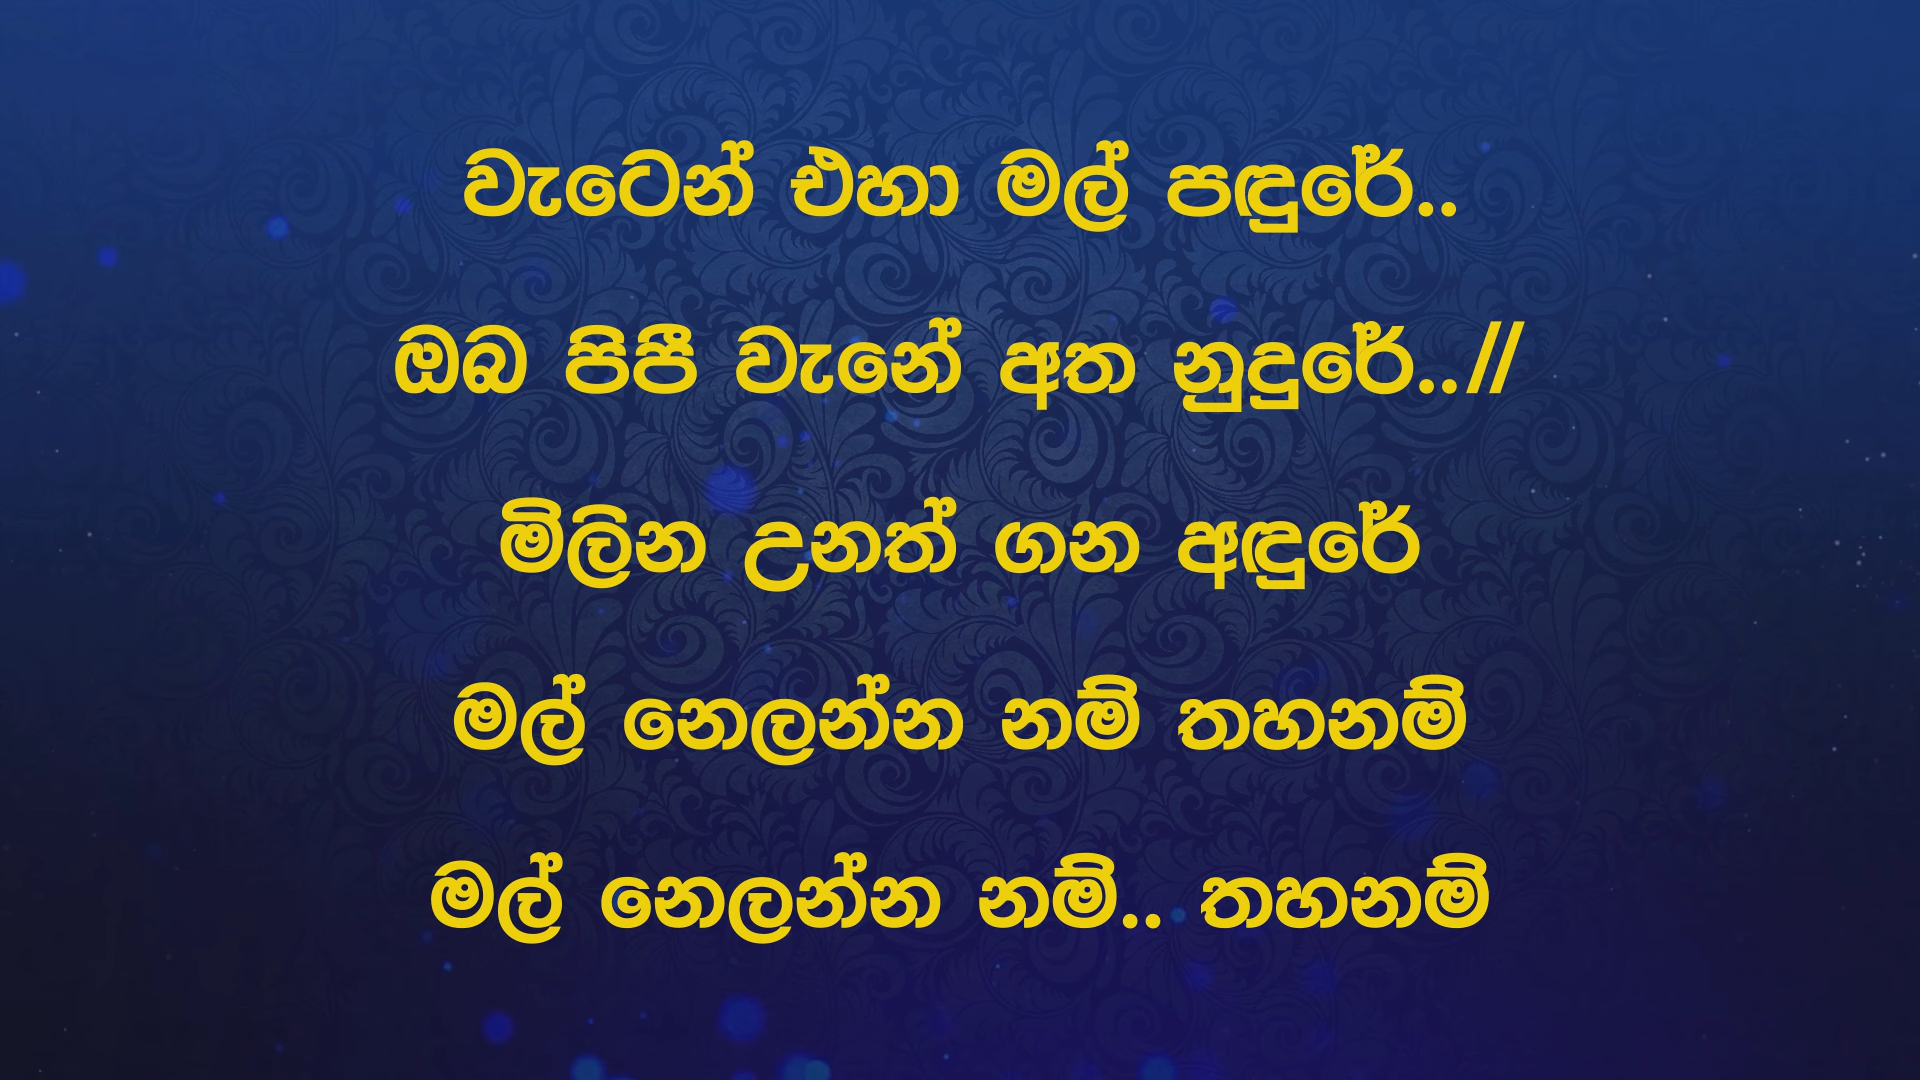 වැටෙන් එහා මල් පඳුරේ..
ඔබ පිපී වැනේ අත නුදුරේ..//
මිලින උනත් ගන අඳුරේ
මල් නෙලන්න නම් තහනම්
මල් නෙලන්න නම්.. තහනම්